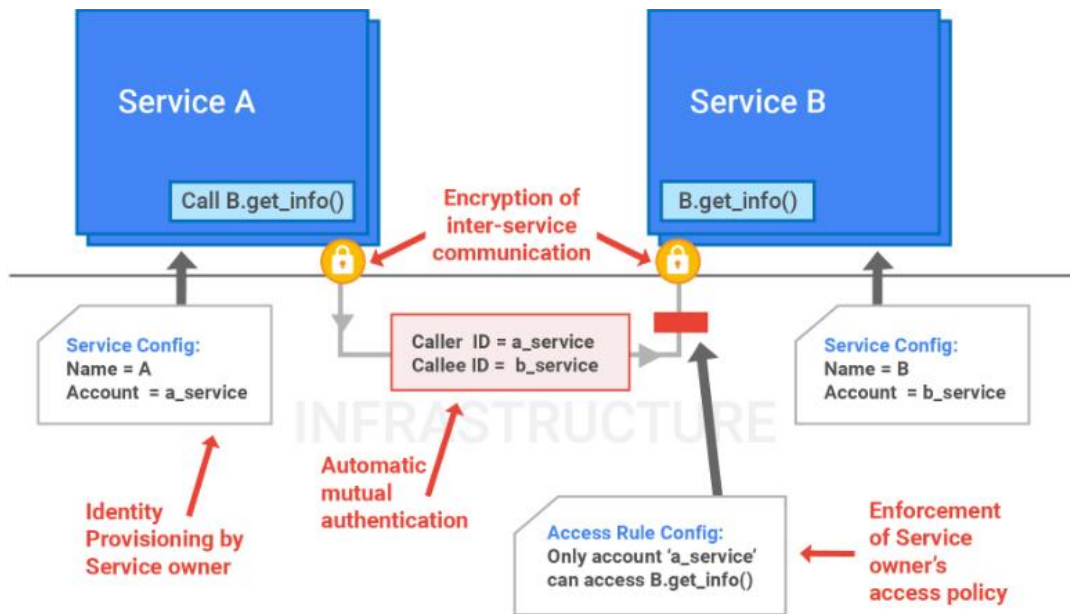 Service A
Call B.get_info()
Service B
B.get_info()
Encryption of
inter-service
communication
Service Config:
Name = A
Account = a_service
Caller ID = a_service
Callee ID = b_service
Service Config:
Name = B
Account = b_service
INFRASTRUCTURE
Identity
Provisioning by
Service owner
Automatic
mutual
authentication
Access Rule Config:
Only account ‘a_service’
can access B.get_info()
Enforcement
of Service
owner’s
access policy